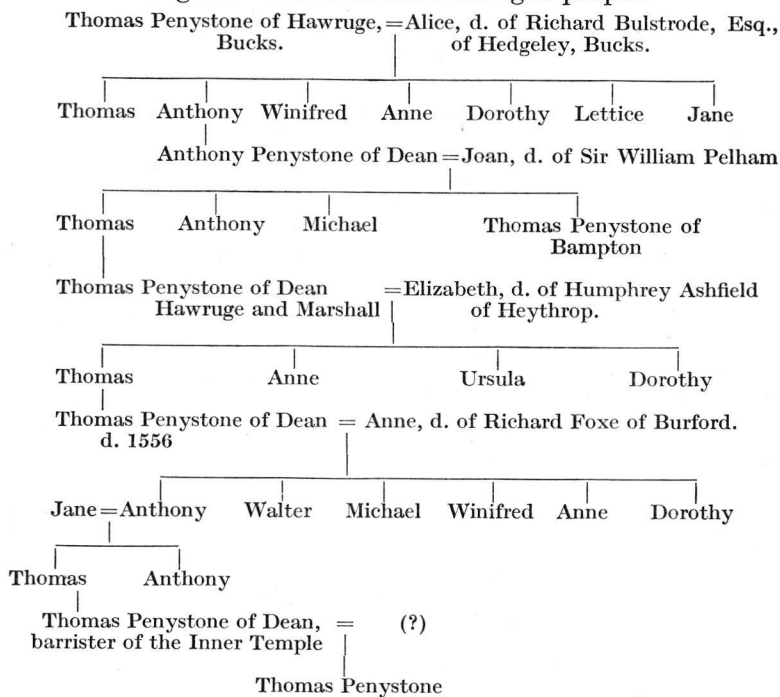 Thomas Penystone of Hawruge, = Alice, d. of Richard Bulstrode, Esq.,
Bucks. of Hedgeley, Bucks.
Thomas Anthony Winifred Anne Dorothy Lettice Jane
Anthony Penystone of Dean = Joan, d. of Sir William Pelham
Thomas Anthony Michael Thomas Penystone of
Bampton
Thomas Penystone of Dean = Elizabeth, d. of Humphrey Ashfield
Hawruge and Marshall of Heythrop.
Thomas Anne Ursula Dorothy
Thomas Penystone of Dean = Anne, d. of Richard Foxe of Burford.
d. 1556
Jane = Anthony Walter Michael Winifred Anne Dorothy
Thomas Anthony
Thomas Penystone of Dean, = (?)
barrister of the Inner Temple
Thomas Penystone